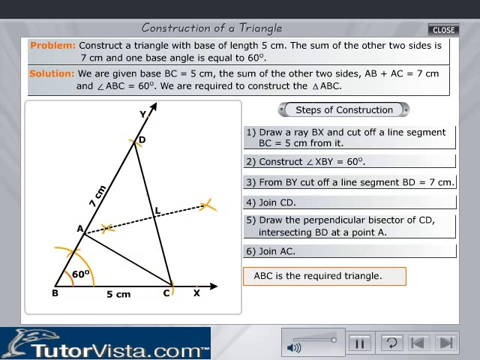 Construction of a Triangle
CLOSE
Problem: Construct a triangle with base of length 5 cm. The sum of the other two sides is
7 cm and one base angle is equal to 60°.
Solution: We are given base BC = 5 cm, the sum of the other two sides, AB + AC = 7 cm
and ∠ABC = 60°. We are required to construct the △ ABC.
Steps of Construction
1) Draw a ray BX and cut off a line segment
BC = 5 cm from it.
2) Construct ∠XBY = 60°.
3) From BY cut off a line segment BD = 7 cm.
4) Join CD.
5) Draw the perpendicular bisector of CD,
intersecting BD at a point A.
6) Join AC.
ABC is the required triangle.
Y
D
7 cm
L
A
60°
B
5 cm
C
X
TutorVista.com™